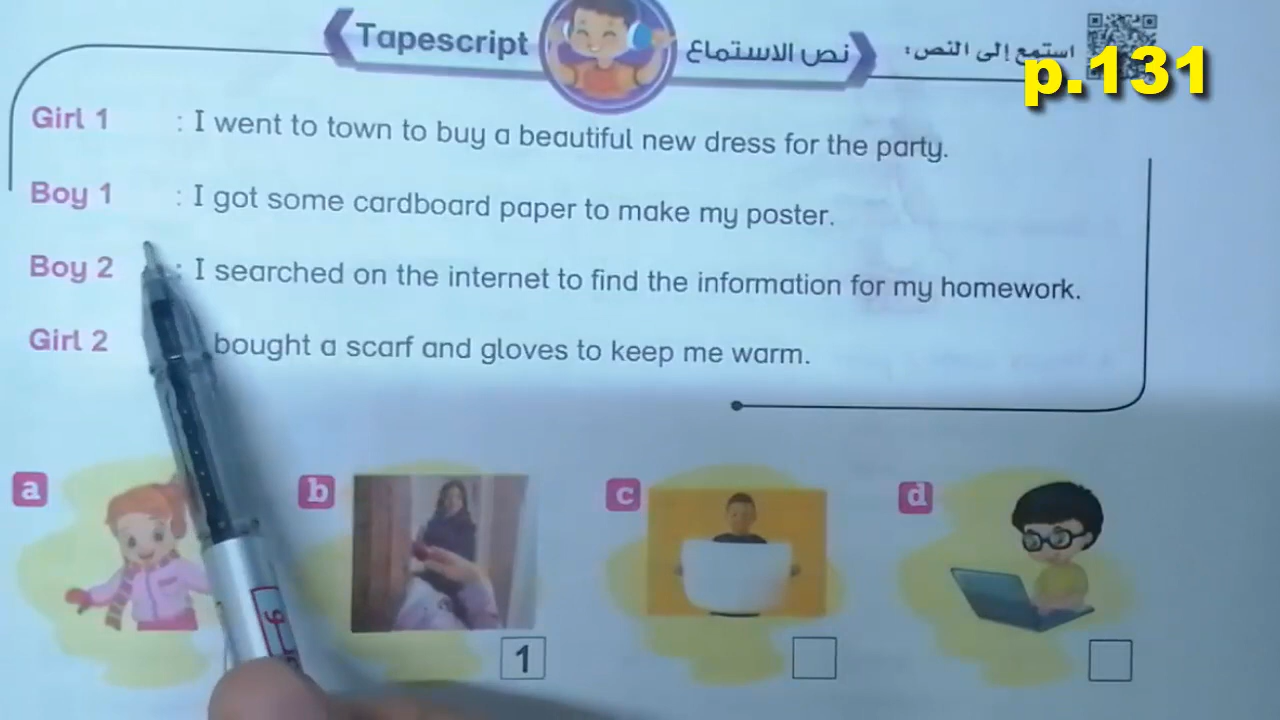 Tapescript
نص الاستماع
استمع إلى النص:
p.131
Girl 1 : I went to town to buy a beautiful new dress for the party.
Boy 1 : I got some cardboard paper to make my poster.
Boy 2 : I searched on the internet to find the information for my homework.
Girl 2 bought a scarf and gloves to keep me warm.
a
b
c
d
1